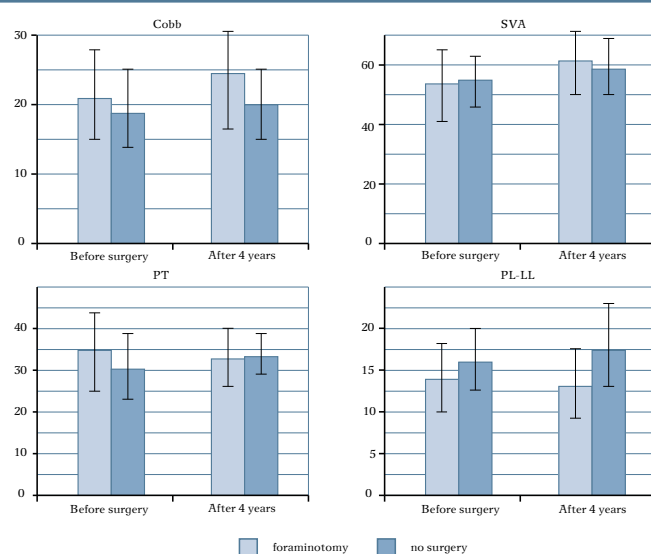 Cobb
30
20
10
0
Before surgery
After 4 years
SVA
60
40
20
0
Before surgery
After 4 years
PT
40
30
30
10
0
Before surgery
After 4 years
PL-LL
20
15
10
5
0
Before surgery
After 4 years
foraminotomy
no surgery